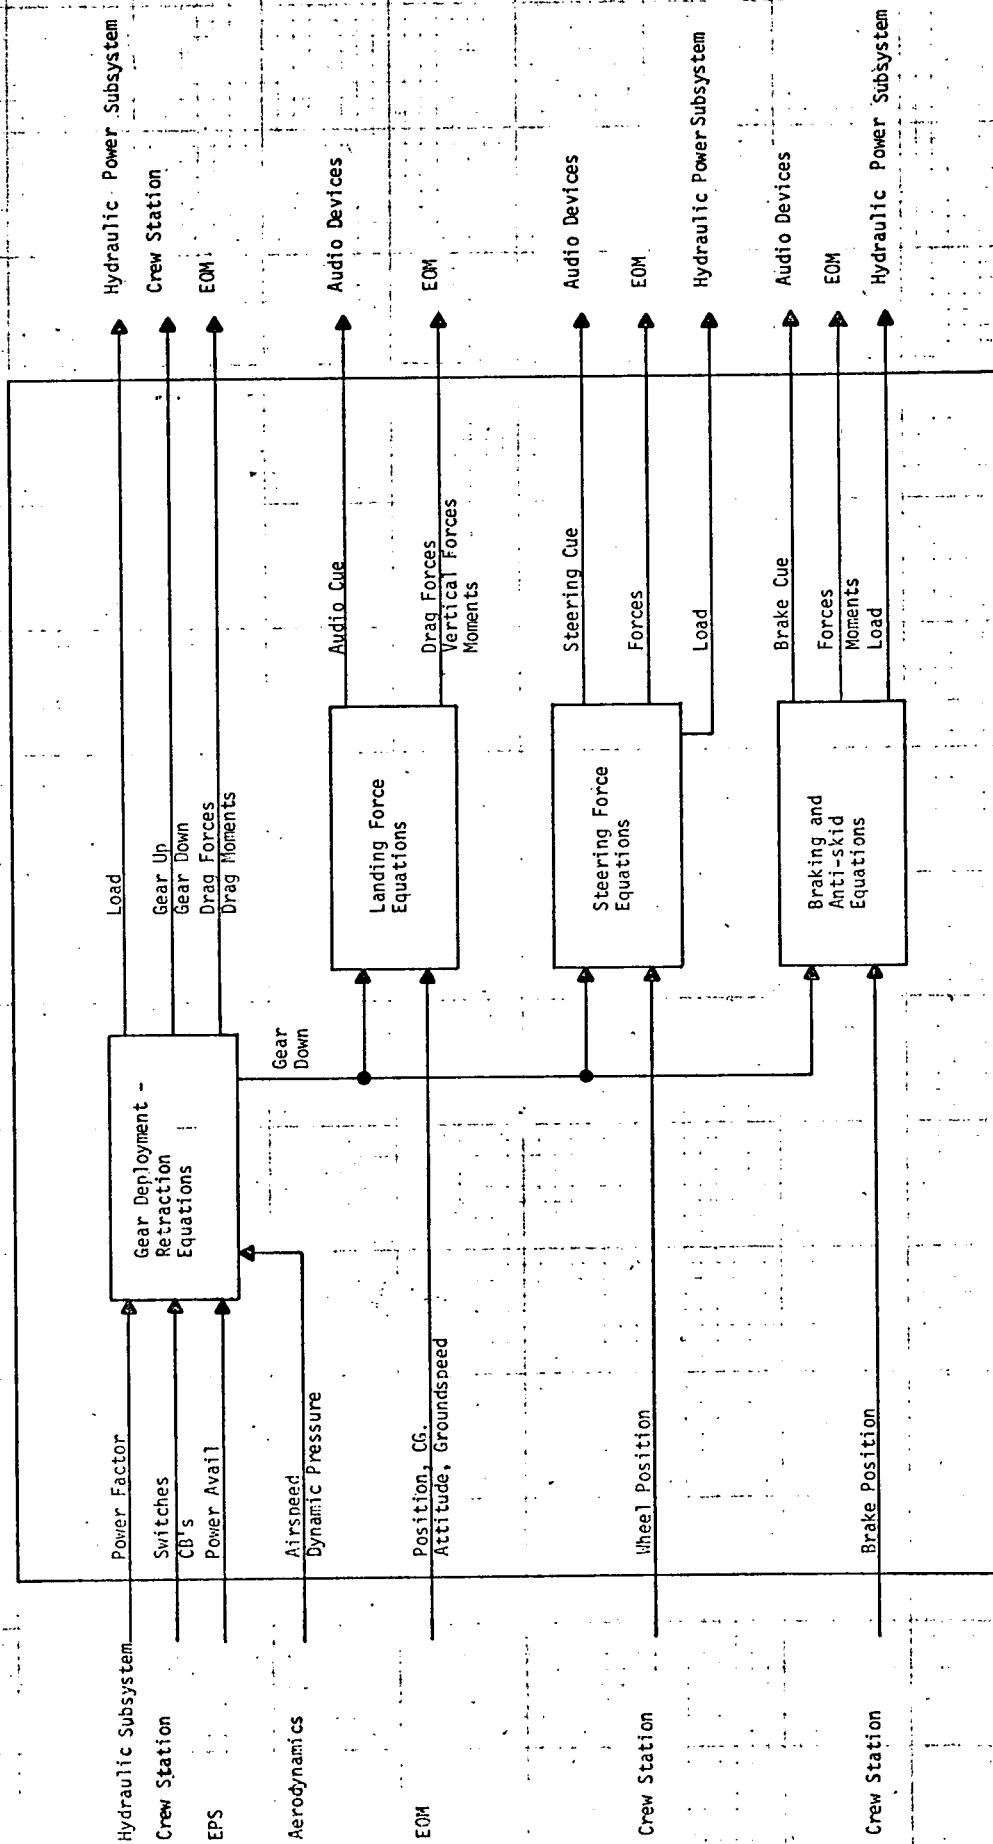 Hydraulic Subsystem
Crew Station
EPS
Aerodynamics
EOM
Crew Station
Crew Station
Power Factor
Switches
CB's
Power Avail
Airspeed
Dynamic Pressure
Position, CG.
Attitude, Groundspeed
Wheel Position
Brake Position
Gear Deployment -
Retraction
Equations
Gear
Down
Landing Force
Equations
Steering Force
Equations
Braking and
Anti-skid
Equations
Load
Gear Up
Gear Down
Drag Forces
Drag Moments
Audio Cue
Drag Forces
Vertical Forces
Moments
Steering Cue
Forces
Load
Brake Cue
Forces
Moments
Load
Hydraulic Power Subsystem
Crew Station
EOM
Audio Devices
EOM
Audio Devices
EOM
Hydraulic Power Subsystem
Audio Devices
EOM
Hydraulic Power Subsystem